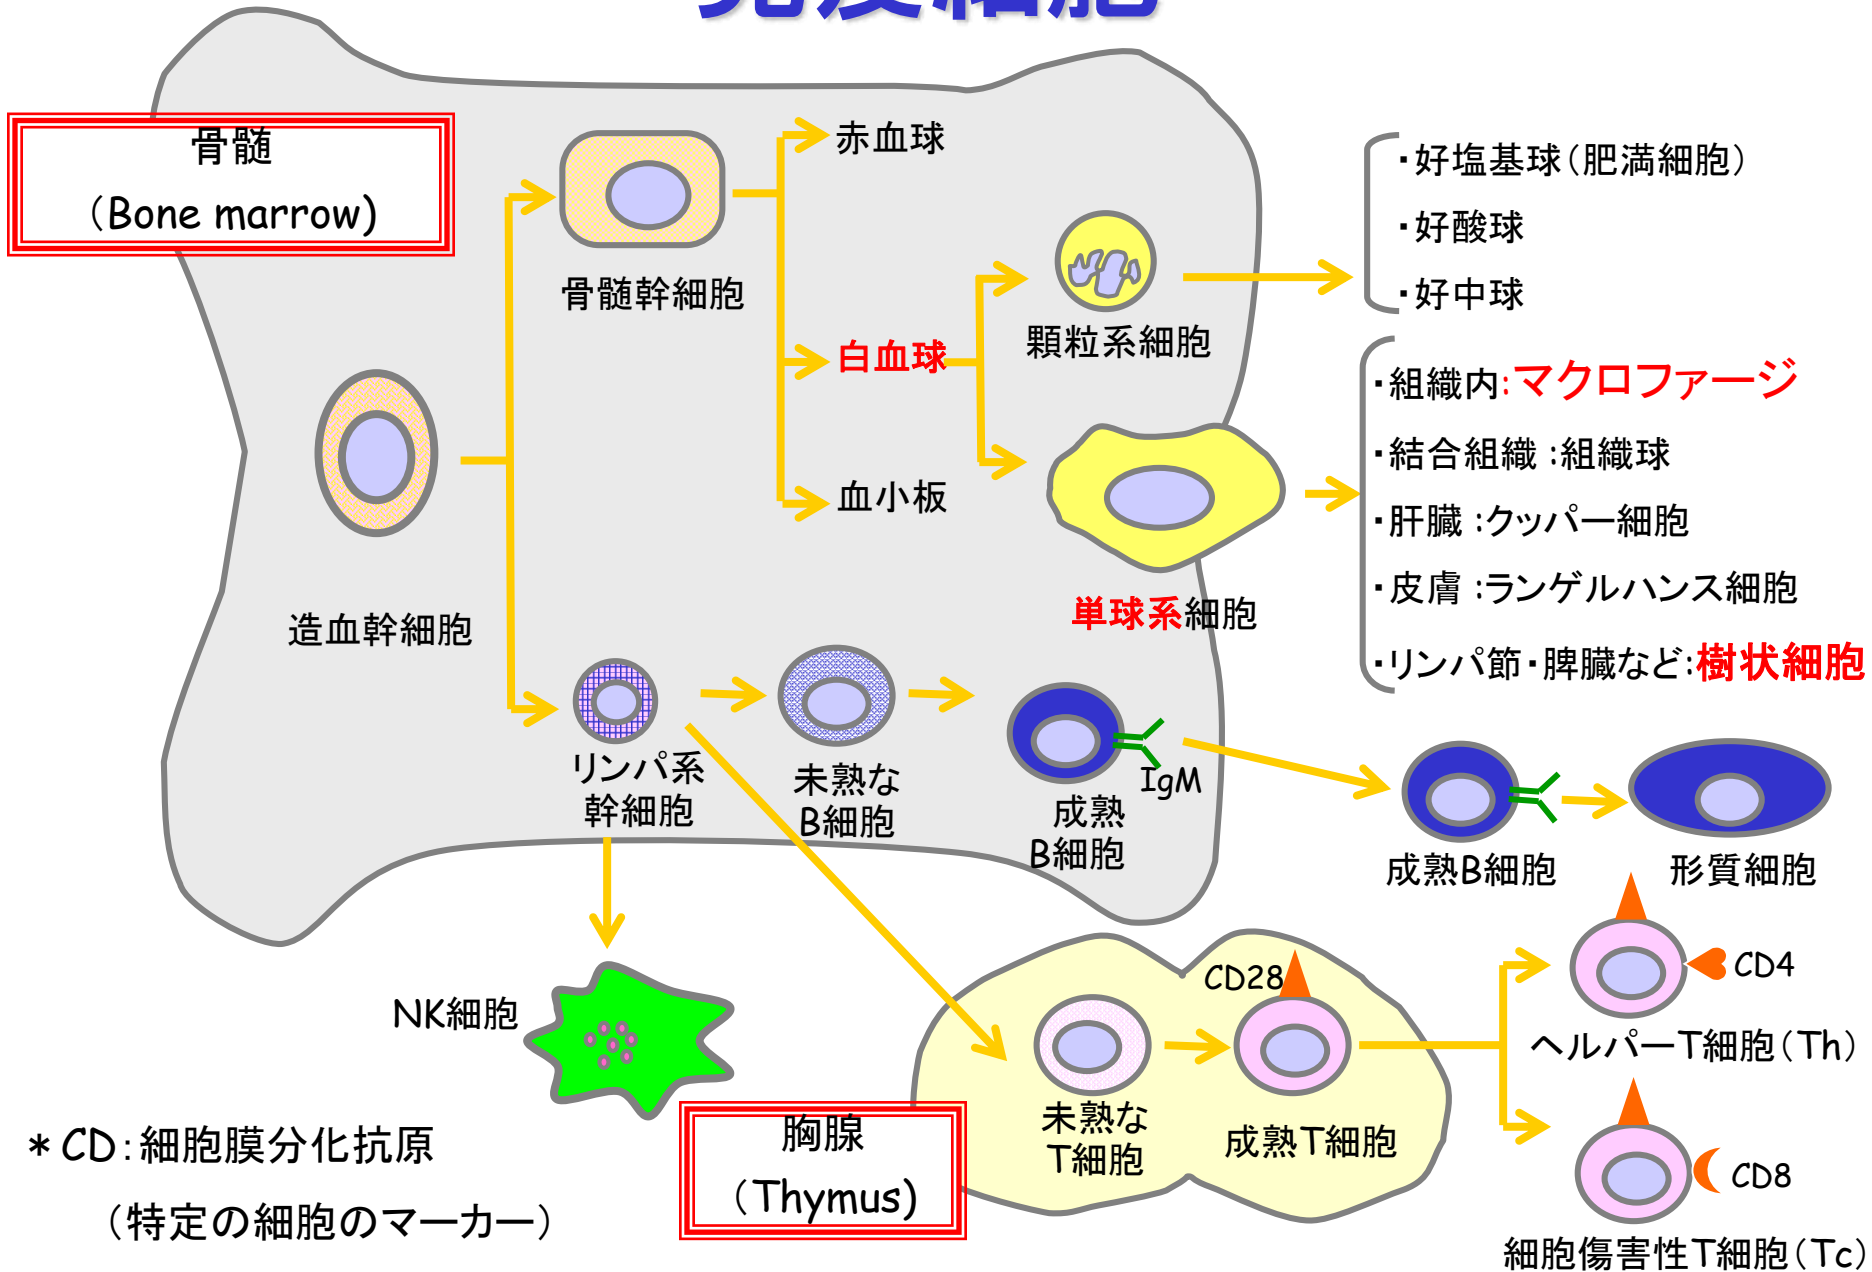 免疫細胞
骨髄
（Bone marrow)
赤血球
・好塩基球（肥満細胞）
・好酸球
・好中球
骨髄幹細胞
白血球
顆粒系細胞
・組織内:マクロファージ
・結合組織 :組織球
・肝臓 :クッパー細胞
・皮膚 :ランゲルハンス細胞
・リンパ節・脾臓など:樹状細胞
血小板
単球系細胞
造血幹細胞
リンパ系
幹細胞
未熟な
B細胞
IgM
成熟
B細胞
成熟B細胞
形質細胞
NK細胞
CD28
CD4
ヘルパーT細胞（Th）
未熟な
T細胞
成熟T細胞
胸腺
（Thymus)
CD8
細胞傷害性T細胞（Tc）
＊CD:細胞膜分化抗原
（特定の細胞のマーカー）